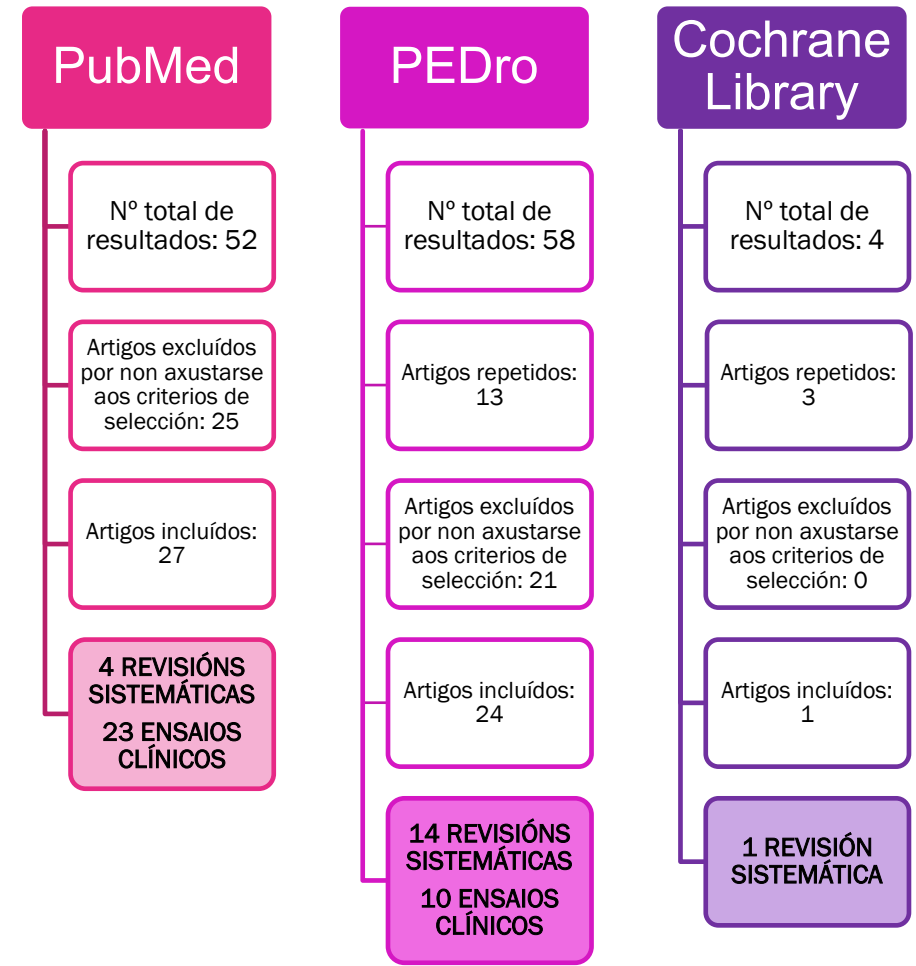 PubMed
Nº total de
resultados: 52
Artigos excluídos
por non axustarse
aos criterios de
selección: 25
Artigos incluídos:
27
4 REVISIÓNS
SISTEMÁTICAS
23 ENSAIOS
CLÍNICOS
PEDro
Nº total de
resultados: 58
Artigos repetidos:
13
Artigos excluídos
por non axustarse
aos criterios de
selección: 21
Artigos incluídos:
24
14 REVISIÓNS
SISTEMÁTICAS
10 ENSAIOS
CLÍNICOS
Cochrane
Library
Nº total de
resultados: 4
Artigos repetidos:
3
Artigos excluídos
por non axustarse
aos criterios de
selección: 0
Artigos incluídos:
1
1 REVISIÓN
SISTEMÁTICA